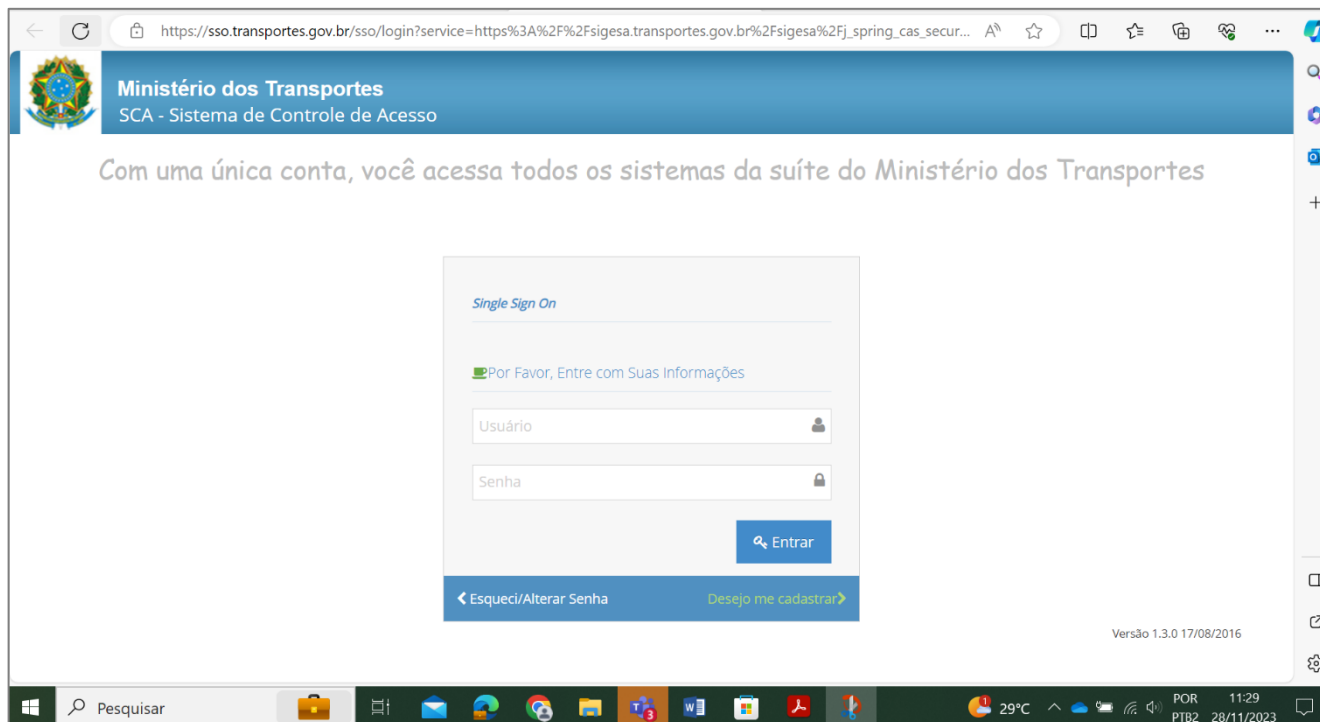 https://sso.transportes.gov.br/sso/login?service=https%3A%2F%2Fsigesa.transportes.gov.br%2Fsigesa%2Fj_spring_cas_secur...
Ministério dos Transportes
SCA - Sistema de Controle de Acesso
Com uma única conta, você acessa todos os sistemas da suíte do Ministério dos Transportes
Single Sign On
Por Favor, Entre com Suas Informações
Usuário
Senha
Entrar
Esqueci/Alterar Senha
Desejo me cadastrar
Versão 1.3.0 17/08/2016
Pesquisar
3
1
29°C
POR
PTB2
11:29
28/11/2023